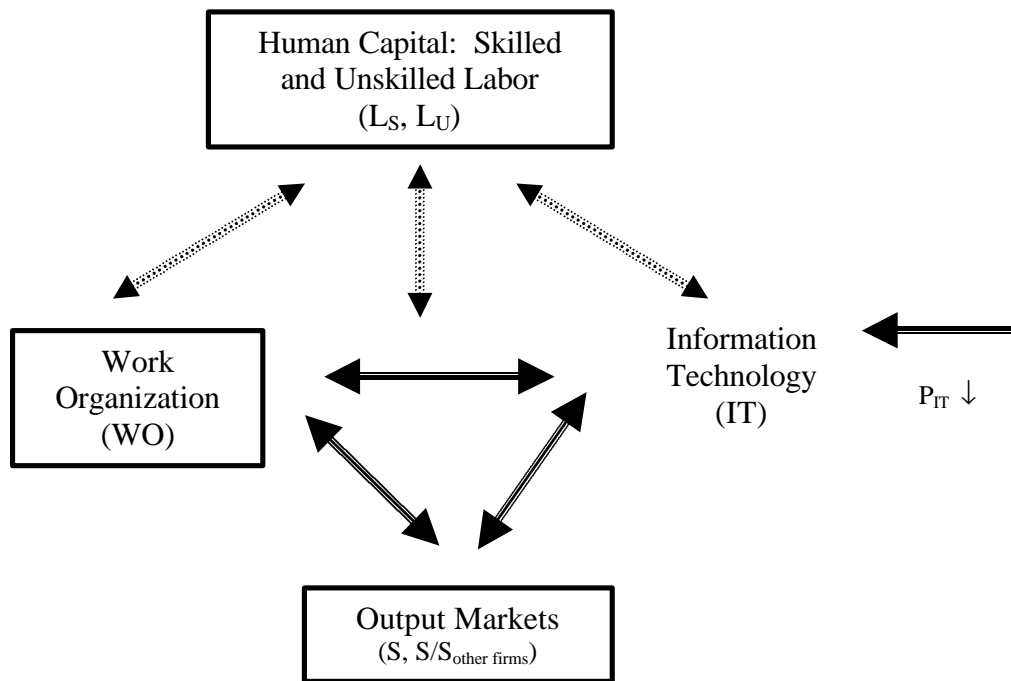 Human Capital: Skilled
and Unskilled Labor
(L_S, L_U)
Work
Organization
(WO)
Information
Technology
(IT)
P_IT ↓
Output Markets
(S, S/S_other firms)